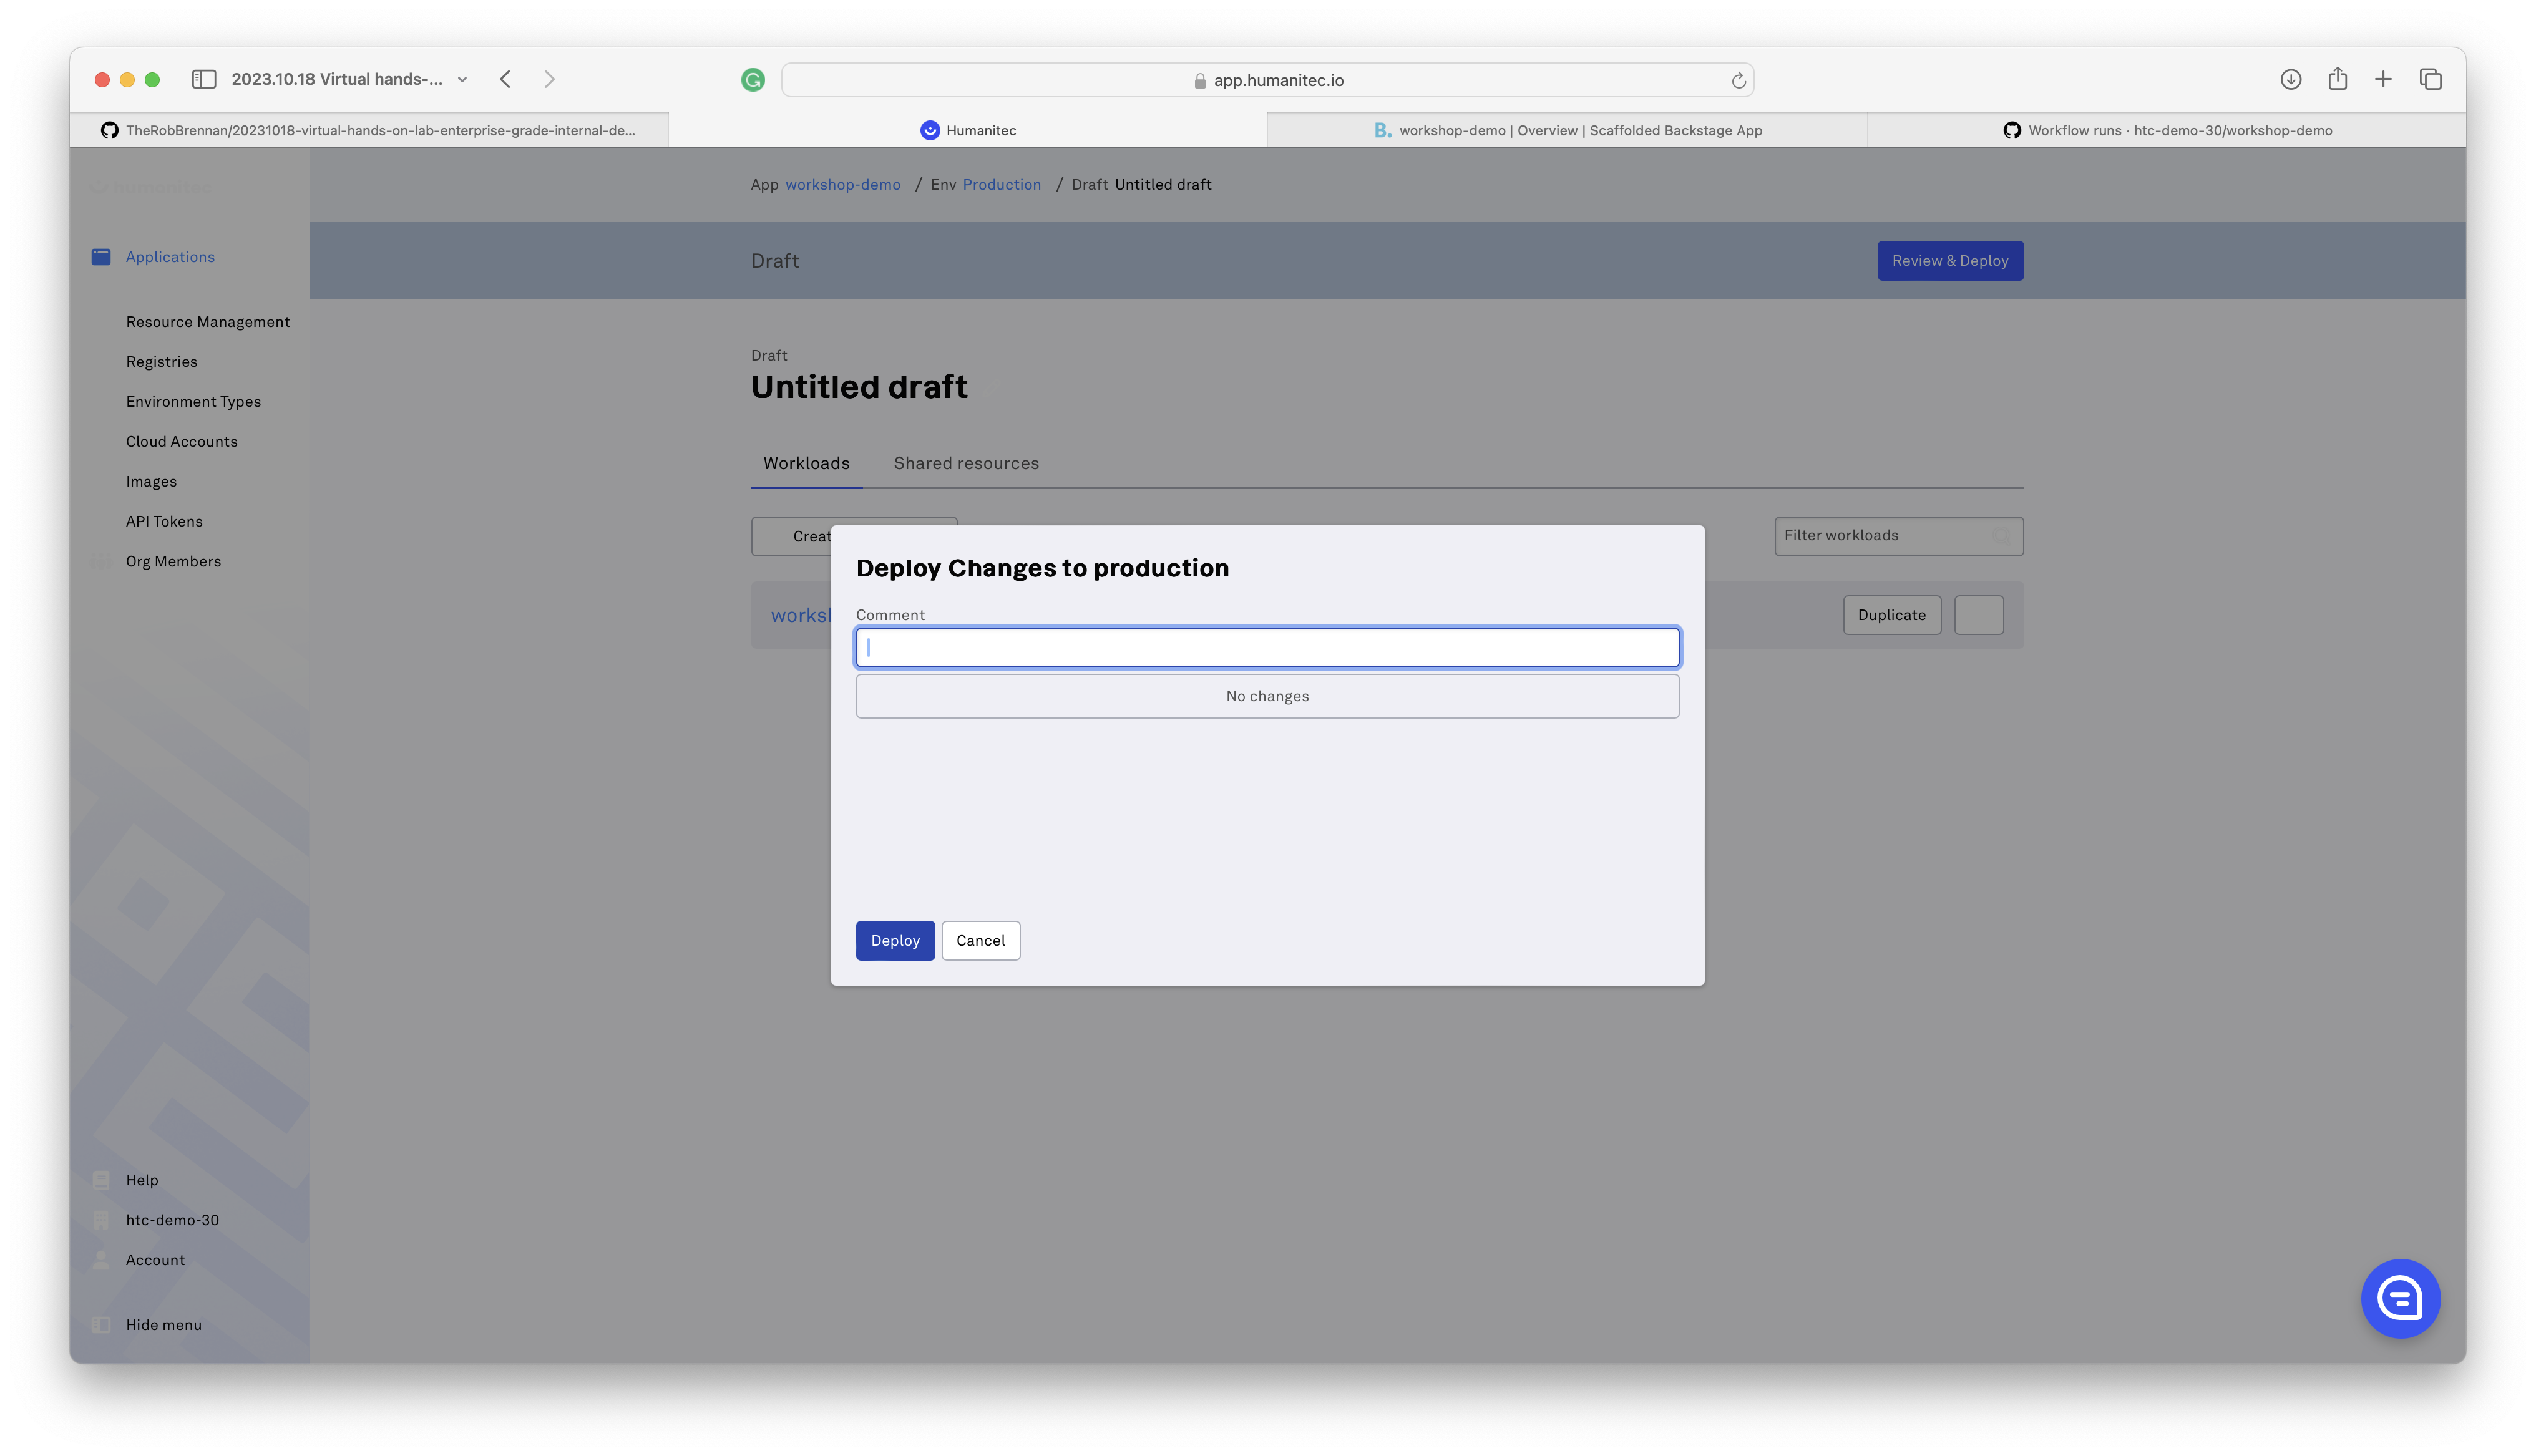 2023.10.18 Virtual hands-...
app.humanitec.io
TheRobBrennan/20231018-virtual-hands-on-lab-enterprise-grade-internal-de...
Humanitec
B. workshop-demo | Overview | Scaffolded Backstage App
Workflow runs · htc-demo-30/workshop-demo
humanitec
App workshop-demo / Env Production / Draft Untitled draft
Applications
Draft
Review & Deploy
Resource Management
Registries
Environment Types
Cloud Accounts
Images
API Tokens
Org Members
Draft
Untitled draft
Workloads
Shared resources
Creat
Filter workloads
works
Duplicate
Deploy Changes to production
Comment
No changes
Deploy
Cancel
Help
htc-demo-30
Account
Hide menu